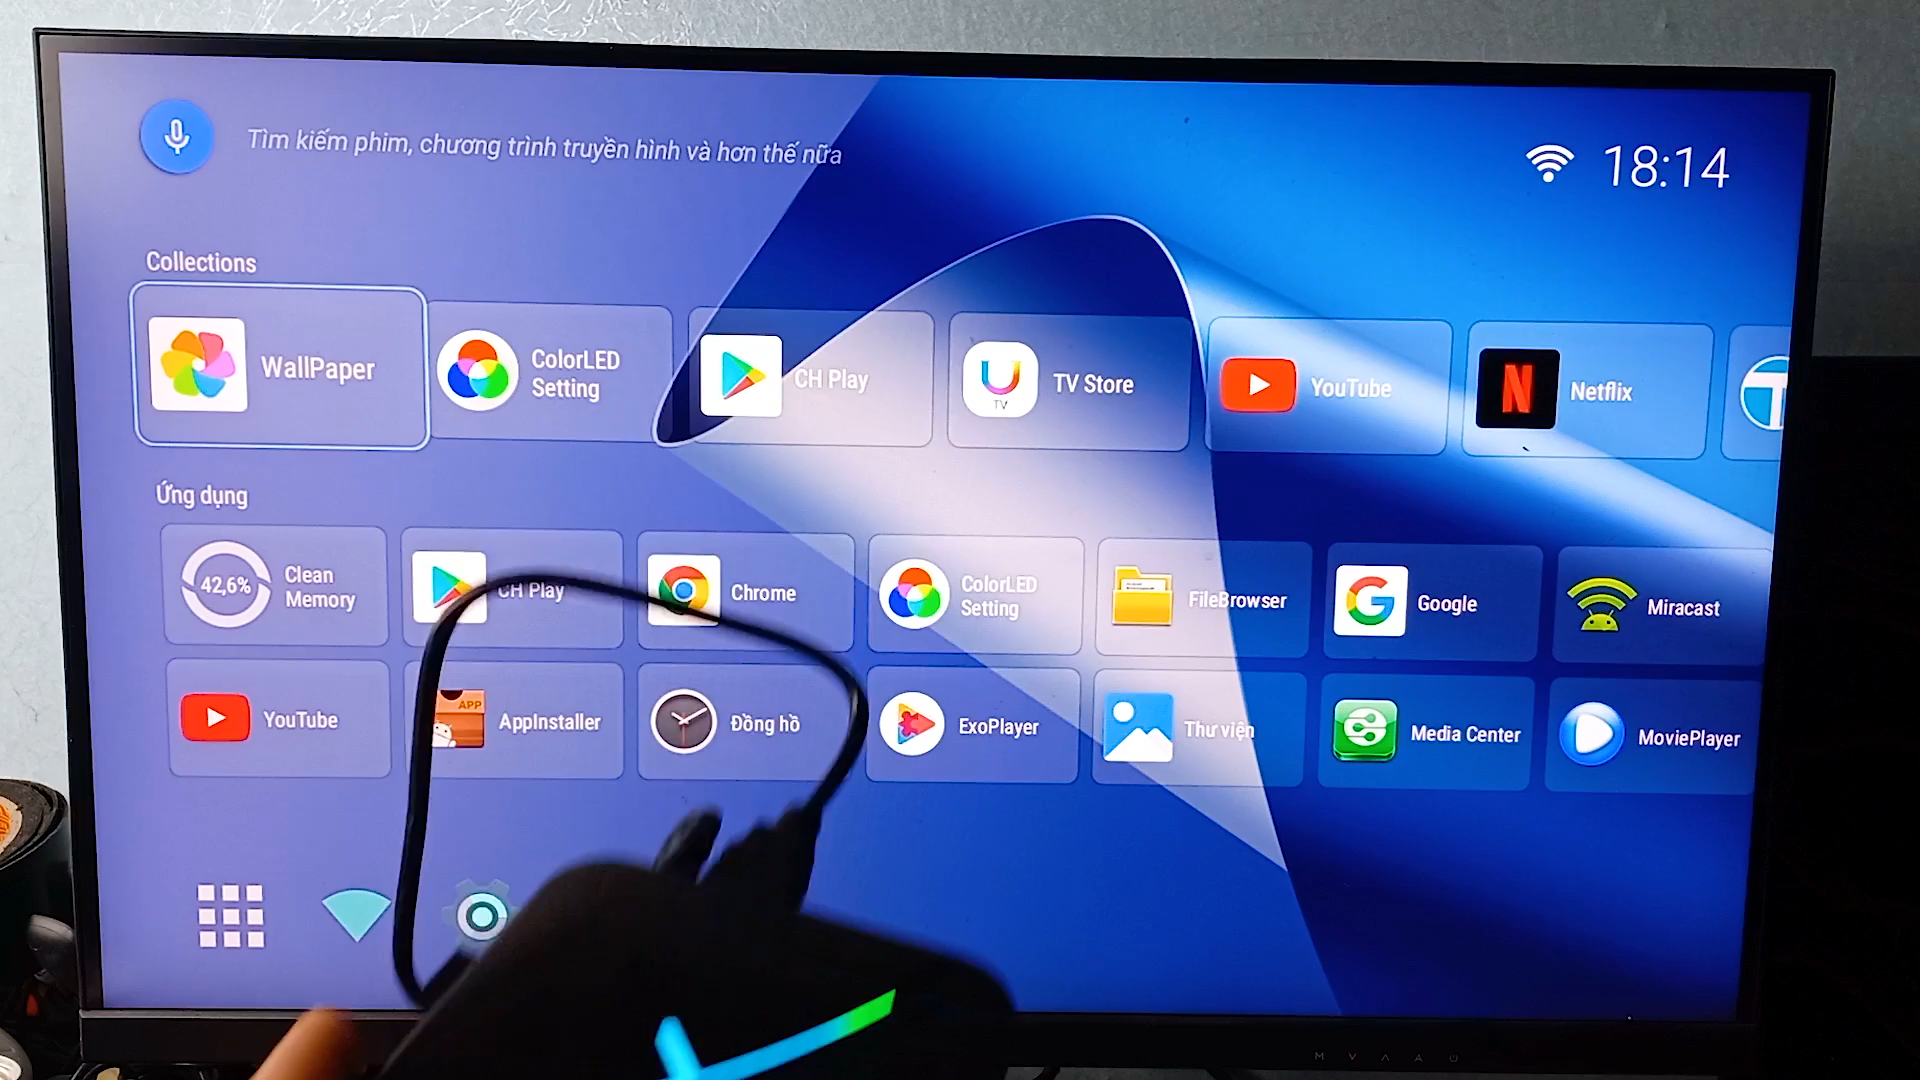 Tìm kiếm phim, chương trình truyền hình và hơn thế nữa
18:14
Collections
WallPaper
ColorLED
Setting
CH Play
TV
TV Store
YouTube
N
Netflix
T
Ứng dụng
42,6%
Clean
Memory
CH Play
Chrome
ColorLED
Setting
FileBrowser
G
Google
Miracast
YouTube
APP
AppInstaller
Đồng hồ
ExoPlayer
Thư viện
Media Center
MoviePlayer
M V Λ A